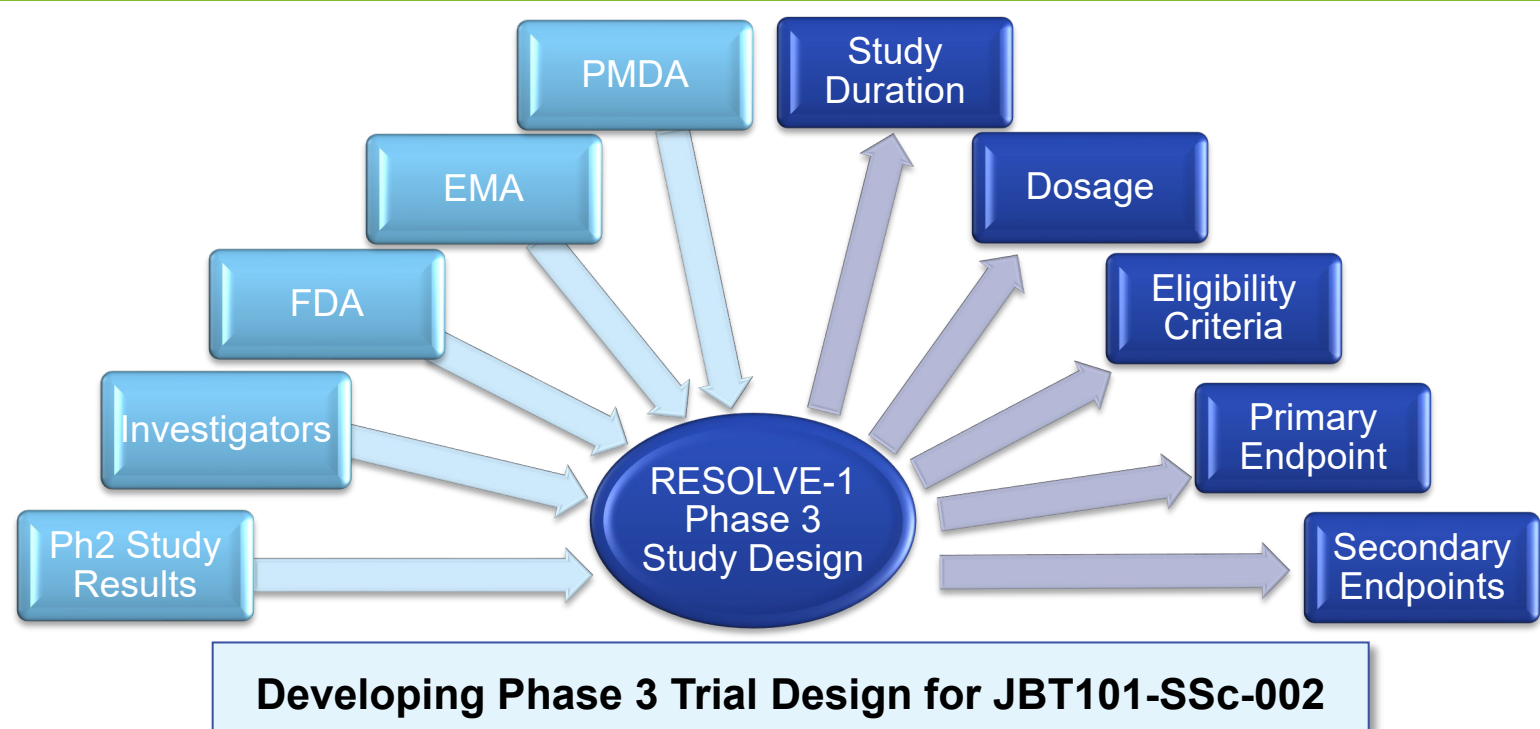 PMDA
Study
Duration
EMA
Dosage
FDA
Eligibility
Criteria
Investigators
Primary
Endpoint
RESOLVE-1
Phase 3
Study Design
Ph2 Study
Results
Secondary
Endpoints
Developing Phase 3 Trial Design for JBT101-SSc-002